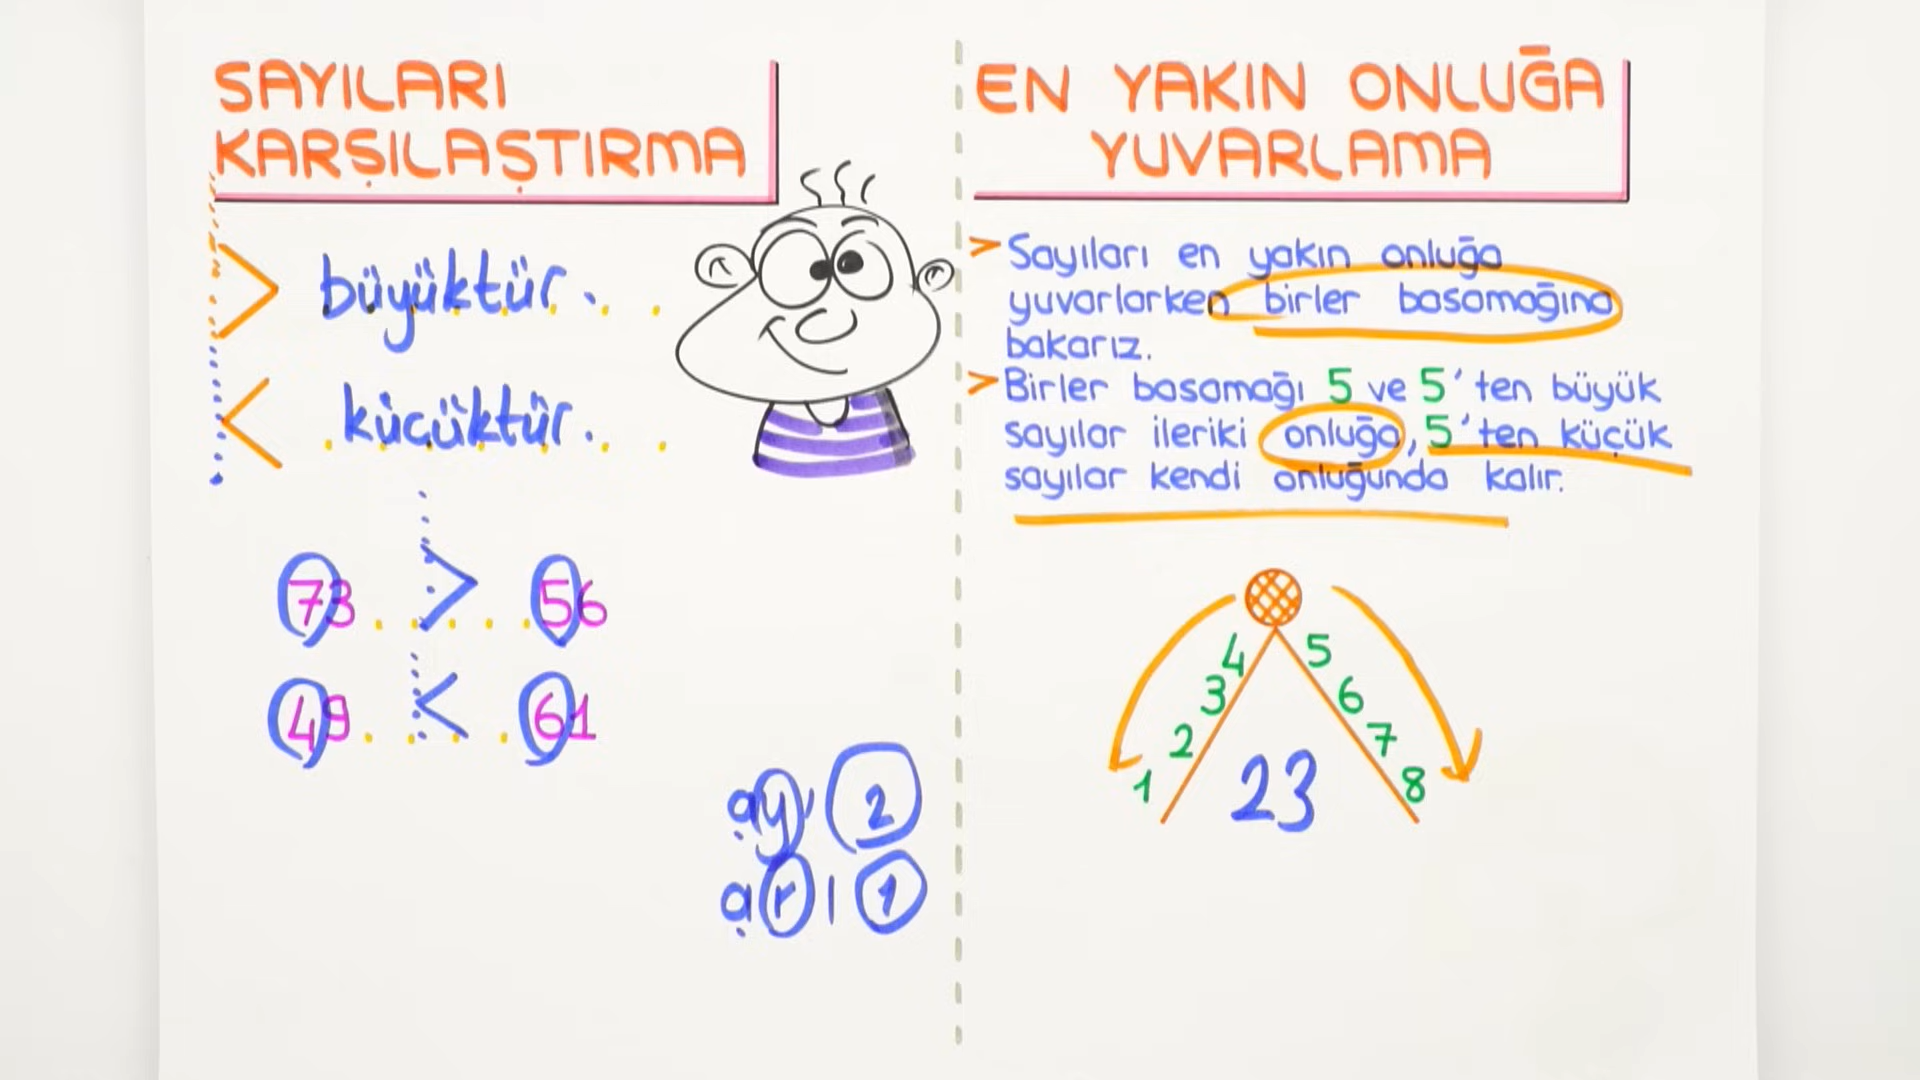 SAYILARI
KARŞILAŞTIRMA
> büyüktür.
< küçüktür.
73 > 56
49 < 61
ayı 2
arı 1
EN YAKIN ONLUĞA
YUVARLAMA
> Sayıları en yakın onluğa
yuvarlarken birler basamağına
bakarız.
> Birler basamağı 5 ve 5'ten büyük
sayılar ileriki onluğa, 5'ten küçük
sayılar kendi onluğunda kalır.
4 5
3 6
2 7
1 8
23